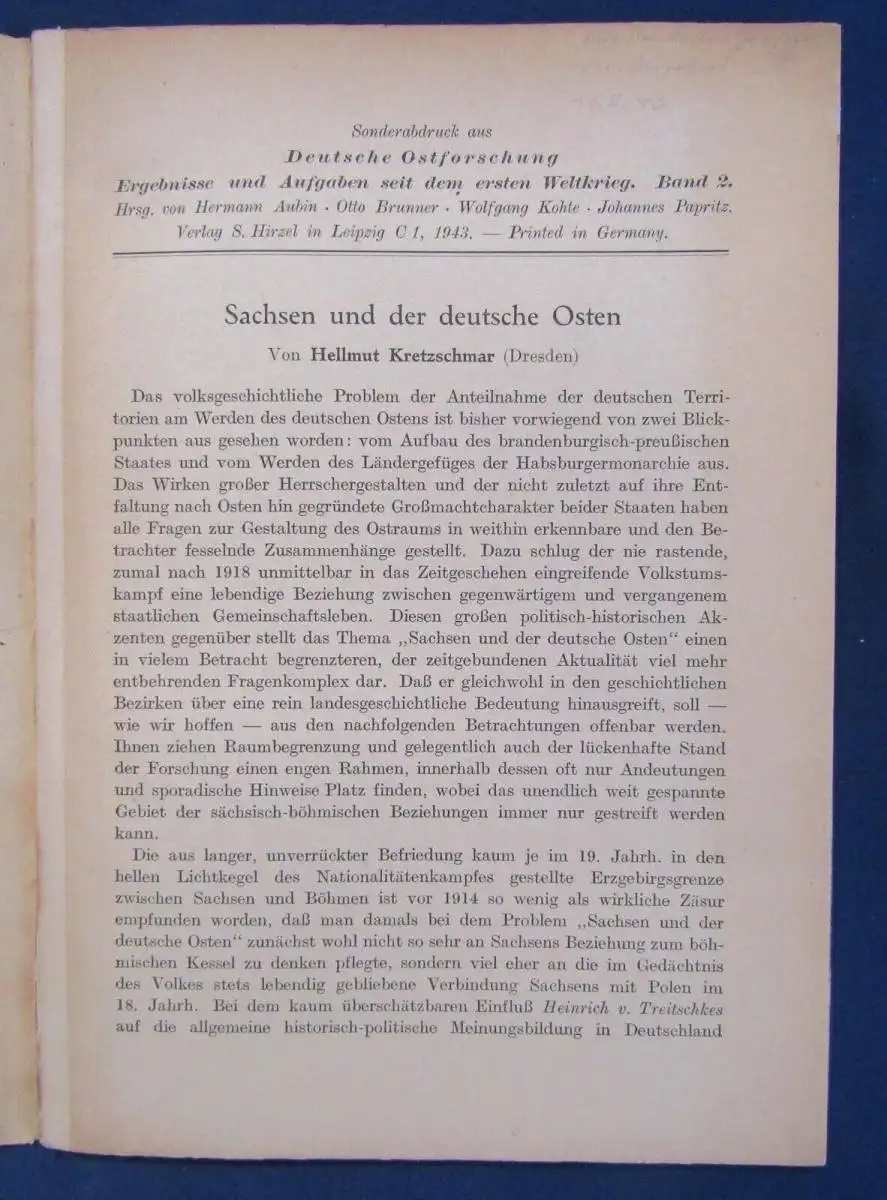 Sonderabdruck aus
Deutsche Ostforschung
Ergebnisse und Aufgaben seit dem ersten Weltkrieg. Band 2.
Hrsg. von Hermann Aubin · Otto Brunner · Wolfgang Kohte · Johannes Papritz.
Verlag S. Hirzel in Leipzig C 1, 1943. — Printed in Germany.
Sachsen und der deutsche Osten
Von Hellmut Kretzschmar (Dresden)
Das volksgeschichtliche Problem der Anteilnahme der deutschen Terri-
torien am Werden des deutschen Ostens ist bisher vorwiegend von zwei Blick-
punkten aus gesehen worden: vom Aufbau des brandenburgisch-preußischen
Staates und vom Werden des Ländergefüges der Habsburgermonarchie aus.
Das Wirken großer Herrschergestalten und der nicht zuletzt auf ihre Ent-
faltung nach Osten hin gegründete Großmachtcharakter beider Staaten haben
alle Fragen zur Gestaltung des Ostraums in weithin erkennbare und den Be-
trachter fesselnde Zusammenhänge gestellt. Dazu schlug der nie rastende,
zumal nach 1918 unmittelbar in das Zeitgeschehen eingreifende Volkstums-
kampf eine lebendige Beziehung zwischen gegenwärtigem und vergangenem
staatlichen Gemeinschaftsleben. Diesen großen politisch-historischen Ak-
zenten gegenüber stellt das Thema „Sachsen und der deutsche Osten“ einen
in vielem Betracht begrenzteren, der zeitgebundenen Aktualität viel mehr
entbehrenden Fragenkomplex dar. Daß er gleichwohl in den geschichtlichen
Bezirken über eine rein landesgeschichtliche Bedeutung hinausgreift, soll —
wie wir hoffen — aus den nachfolgenden Betrachtungen offenbar werden.
Ihnen ziehen Raumbegrenzung und gelegentlich auch der lückenhafte Stand
der Forschung einen engen Rahmen, innerhalb dessen oft nur Andeutungen
und sporadische Hinweise Platz finden, wobei das unendlich weit gespannte
Gebiet der sächsisch-böhmischen Beziehungen immer nur gestreift werden
kann.
Die aus langer, unverrückter Befriedung kaum je im 19. Jahrh. in den
hellen Lichtkegel des Nationalitätenkampfes gestellte Erzgebirgsgrenze
zwischen Sachsen und Böhmen ist vor 1914 so wenig als wirkliche Zäsur
empfunden worden, daß man damals bei dem Problem „Sachsen und der
deutsche Osten“ zunächst wohl nicht so sehr an Sachsens Beziehung zum böh-
mischen Kessel zu denken pflegte, sondern viel eher an die im Gedächtnis
des Volkes stets lebendig gebliebene Verbindung Sachsens mit Polen im
18. Jahrh. Bei dem kaum überschätzbaren Einfluß Heinrich v. Treitschkes
auf die allgemeine historisch-politische Meinungsbildung in Deutschland